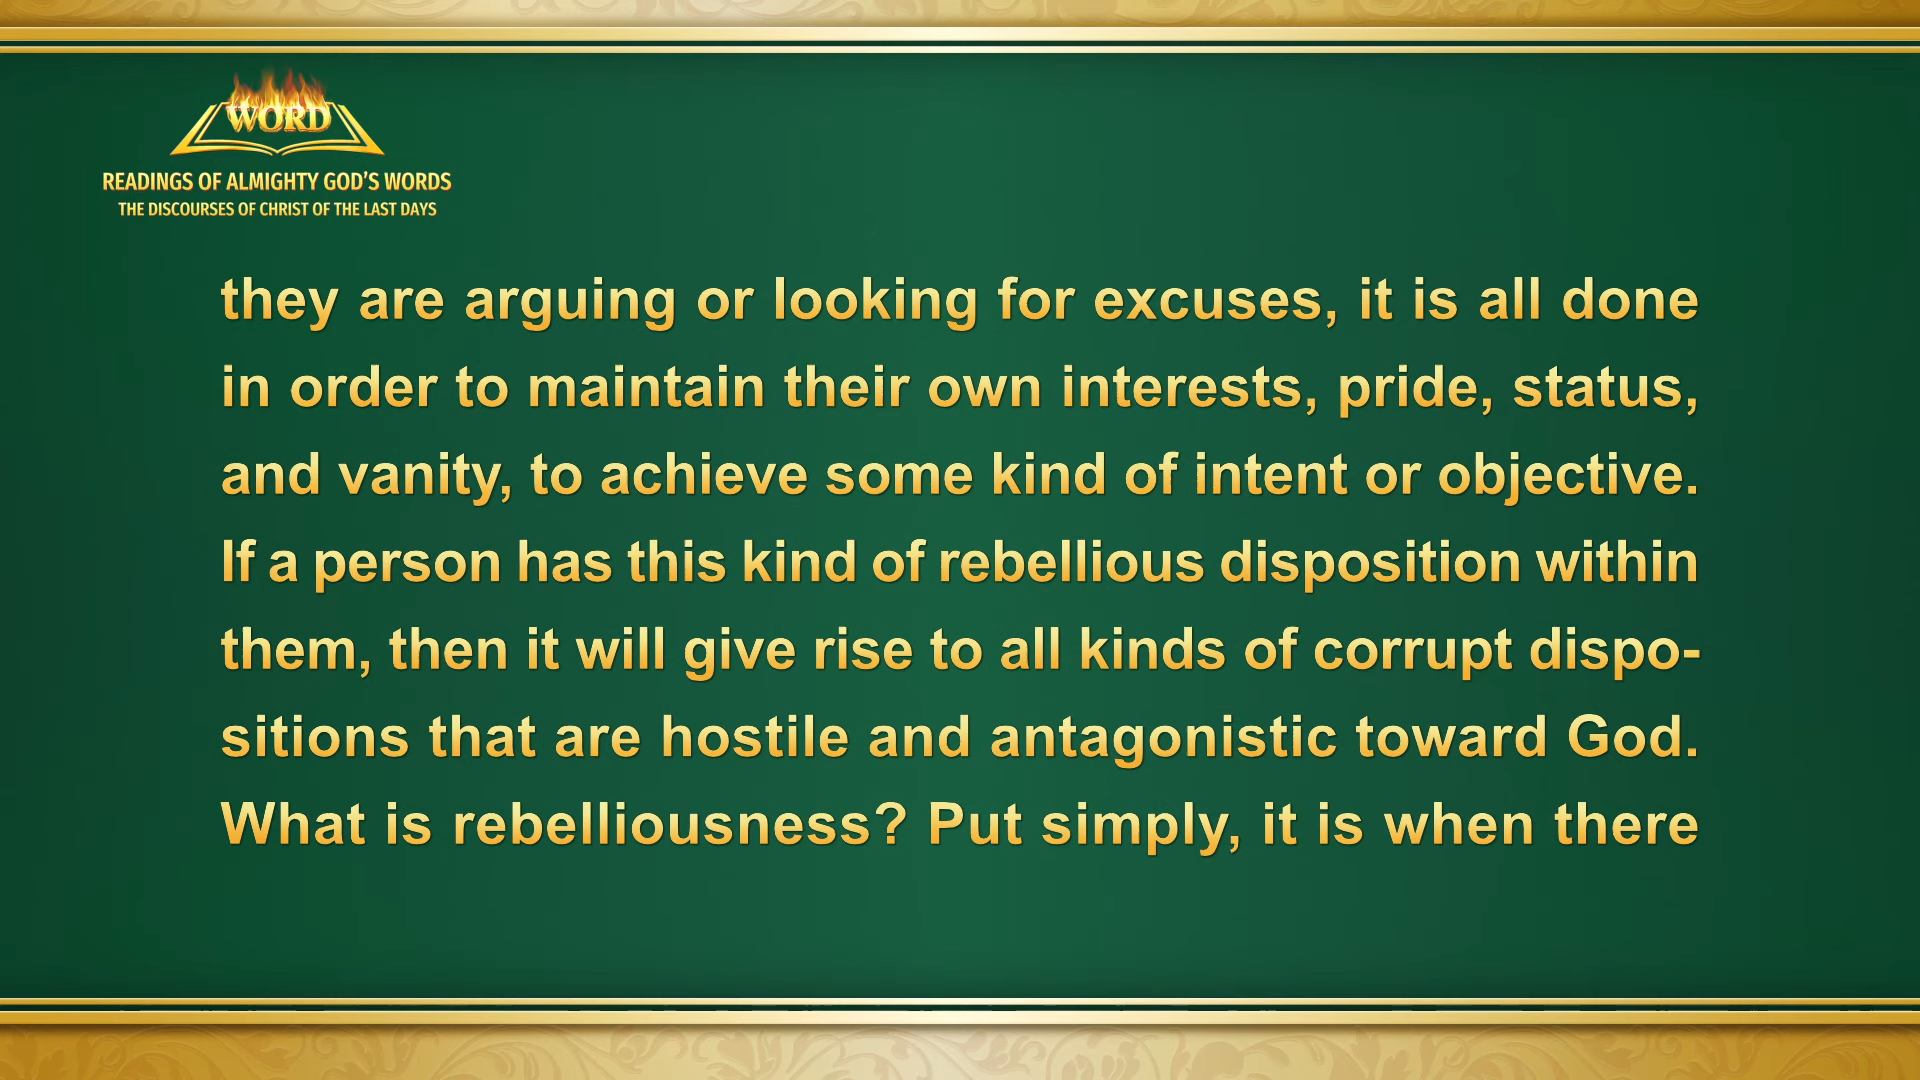 WORD
READINGS OF ALMIGHTY GOD'S WORDS
THE DISCOURSES OF CHRIST OF THE LAST DAYS
they are arguing or looking for excuses, it is all done
in order to maintain their own interests, pride, status,
and vanity, to achieve some kind of intent or objective.
If a person has this kind of rebellious disposition within
them, then it will give rise to all kinds of corrupt dispo-
sitions that are hostile and antagonistic toward God.
What is rebelliousness? Put simply, it is when there